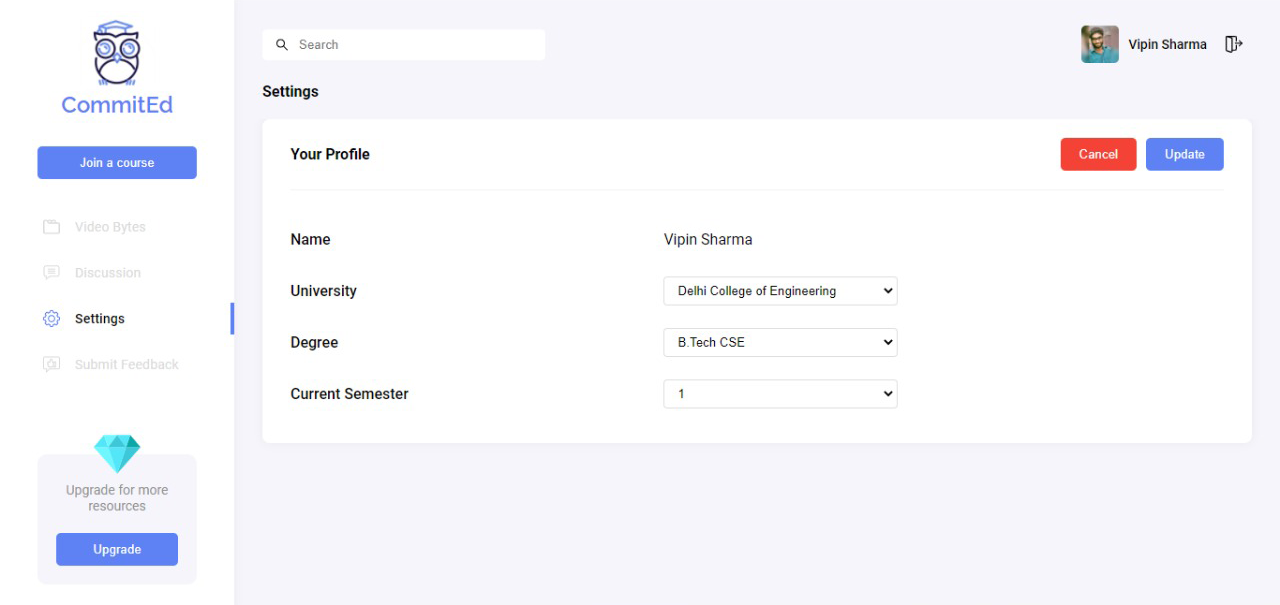 CommitEd
Join a course
Video Bytes
Discussion
Settings
Submit Feedback
Upgrade for more
resources
Upgrade
Search
Vipin Sharma
Settings
Your Profile
Cancel
Update
Name
Vipin Sharma
University
Delhi College of Engineering
Degree
B.Tech CSE
Current Semester
1